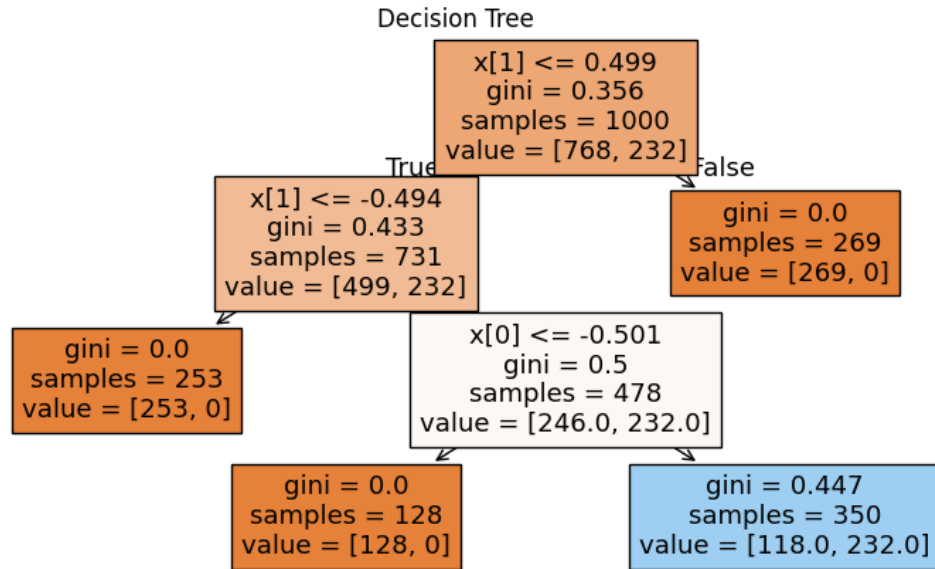 Decision Tree
x[1] <= 0.499
gini = 0.356
samples = 1000
value = [768, 232]
True
False
x[1] <= -0.494
gini = 0.433
samples = 731
value = [499, 232]
gini = 0.0
samples = 269
value = [269, 0]
gini = 0.0
samples = 253
value = [253, 0]
x[0] <= -0.501
gini = 0.5
samples = 478
value = [246.0, 232.0]
gini = 0.0
samples = 128
value = [128, 0]
gini = 0.447
samples = 350
value = [118.0, 232.0]